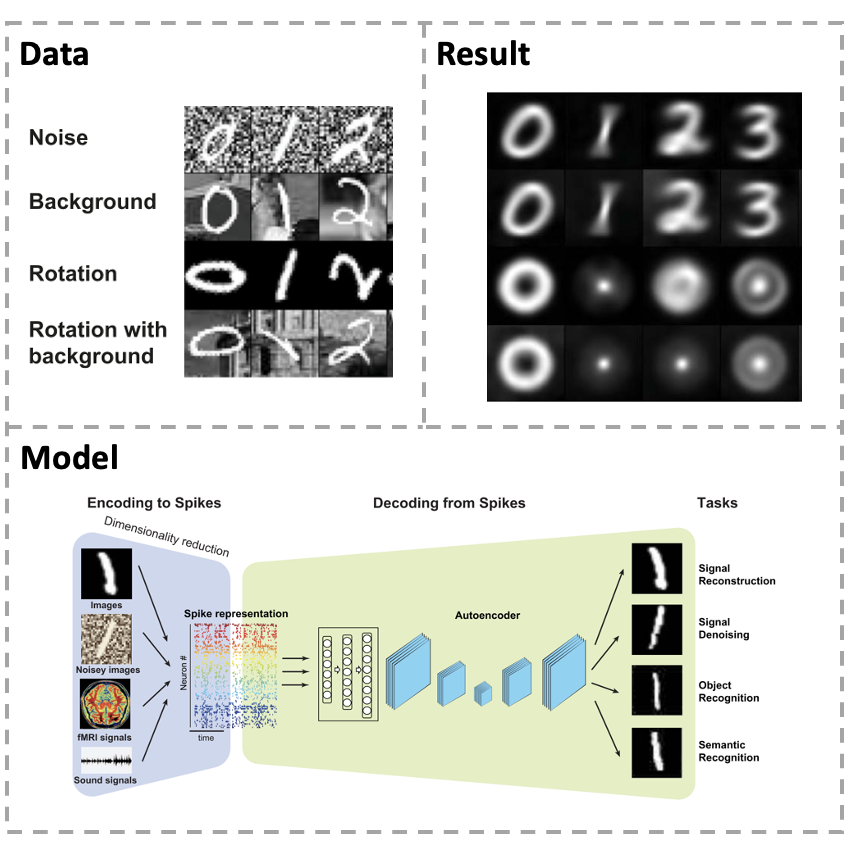 Data
Noise
Background
Rotation
Rotation with
background
Result
Model
Encoding to Spikes
Dimensionality reduction
Images
Noisey images
fMRI signals
Sound signals
Spike representation
Neuron #
time
Decoding from Spikes
Autoencoder
Tasks
Signal
Reconstruction
Signal
Denoising
Object
Recognition
Semantic
Recognition